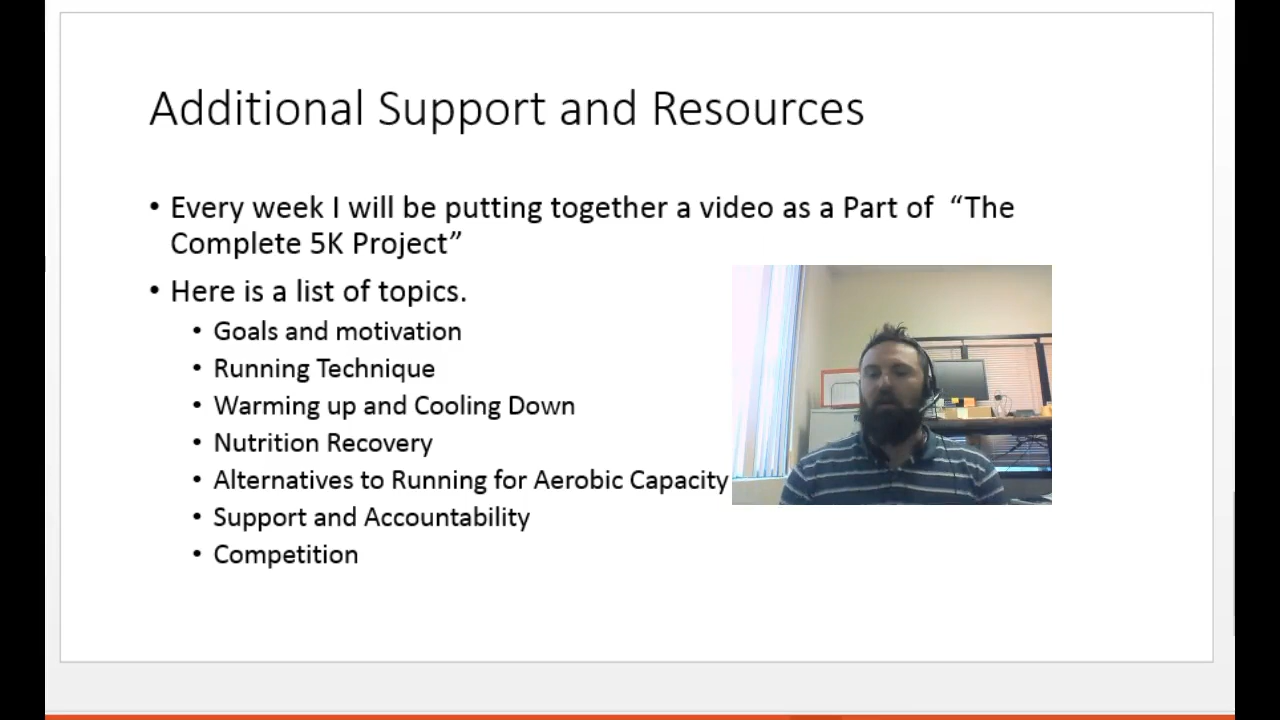 Additional Support and Resources
• Every week I will be putting together a video as a Part of “The
Complete 5K Project”
• Here is a list of topics.
• Goals and motivation
• Running Technique
• Warming up and Cooling Down
• Nutrition Recovery
• Alternatives to Running for Aerobic Capacity
• Support and Accountability
• Competition